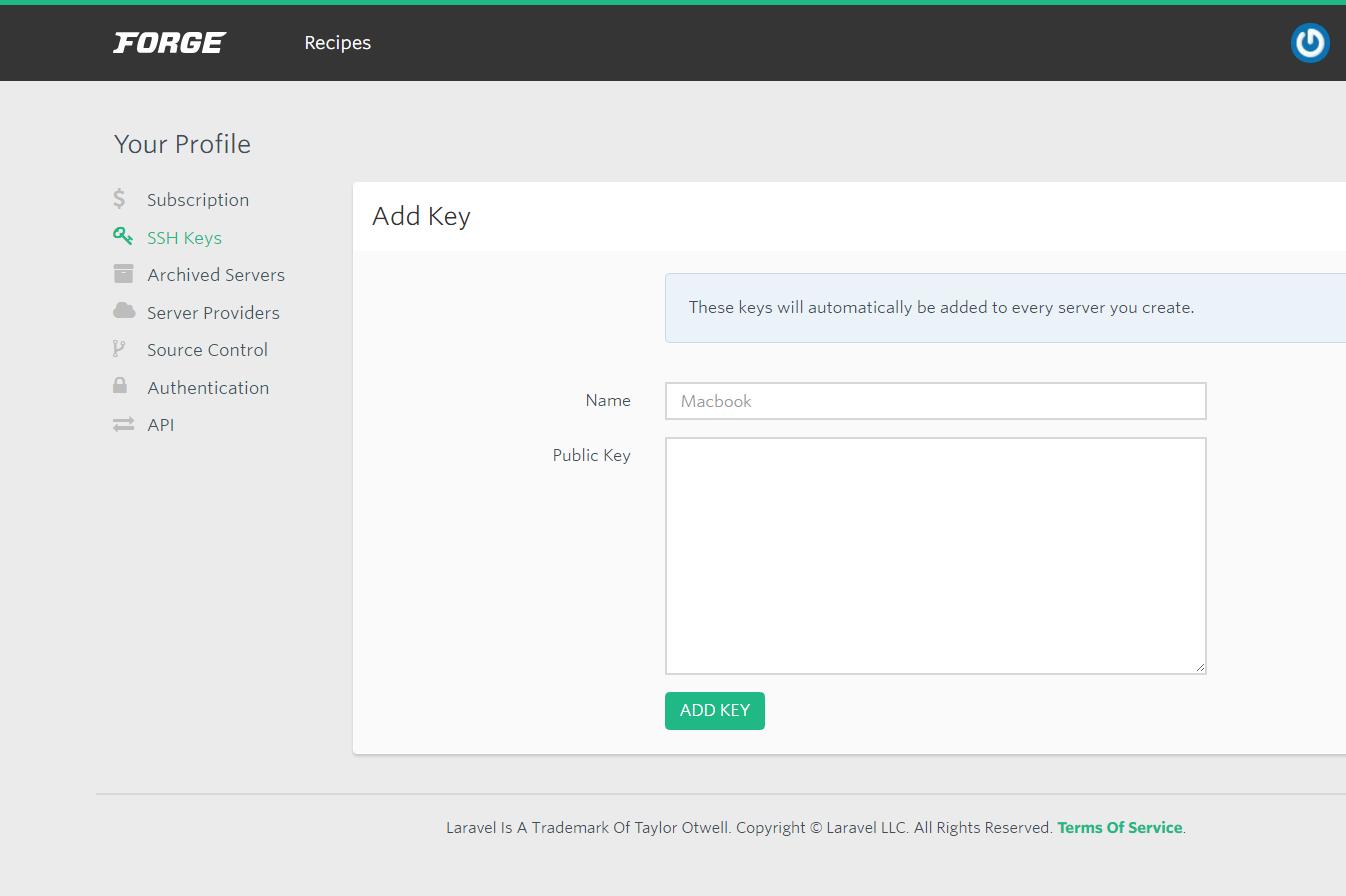 FORGE
Recipes
Your Profile
Subscription
SSH Keys
Archived Servers
Server Providers
Source Control
Authentication
API
Add Key
These keys will automatically be added to every server you create.
Name
Macbook
Public Key
ADD KEY
Laravel Is A Trademark Of Taylor Otwell. Copyright © Laravel LLC. All Rights Reserved. Terms Of Service.